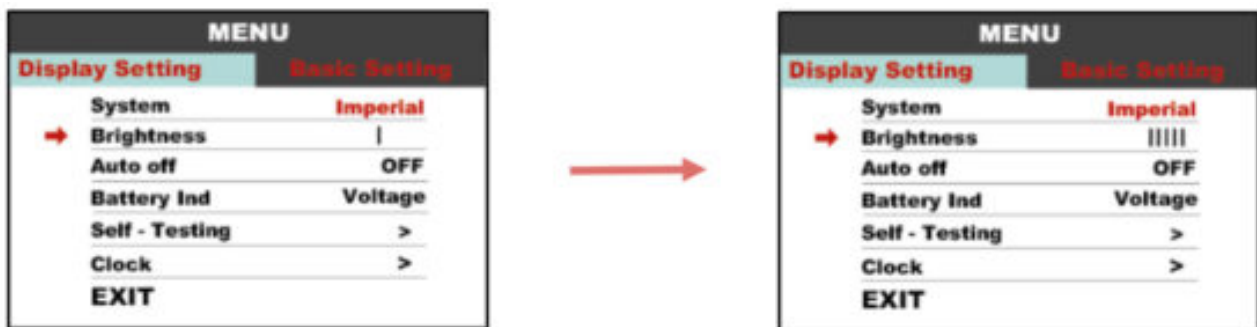 MENU
Display Setting Basic Setting
System Imperial
Brightness |
Auto off OFF
Battery Ind Voltage
Self - Testing >
Clock >
EXIT
MENU
Display Setting Basic Setting
System Imperial
Brightness |||||
Auto off OFF
Battery Ind Voltage
Self - Testing >
Clock >
EXIT